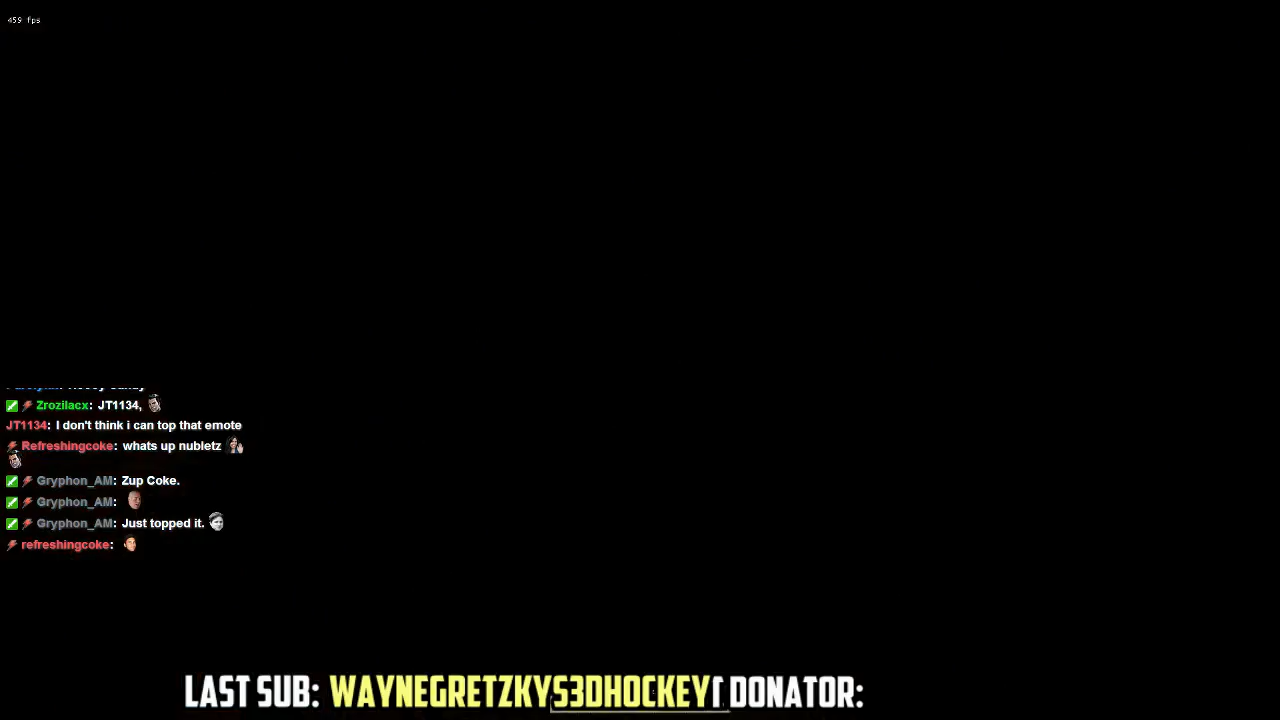 459 fps
Zrozilacx: JT1134,
JT1134: I don't think i can top that emote
Refreshingcoke: whats up nubletz
Gryphon_AM: Zup Coke.
Gryphon_AM:
Gryphon_AM: Just topped it.
refreshingcoke:
LAST SUB: WAYNEGRETZKYS3DHOCKEY DONATOR: